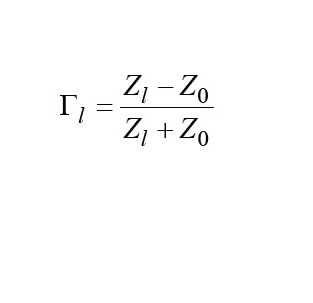 Γ_l = (Z_l − Z_0) / (Z_l + Z_0)